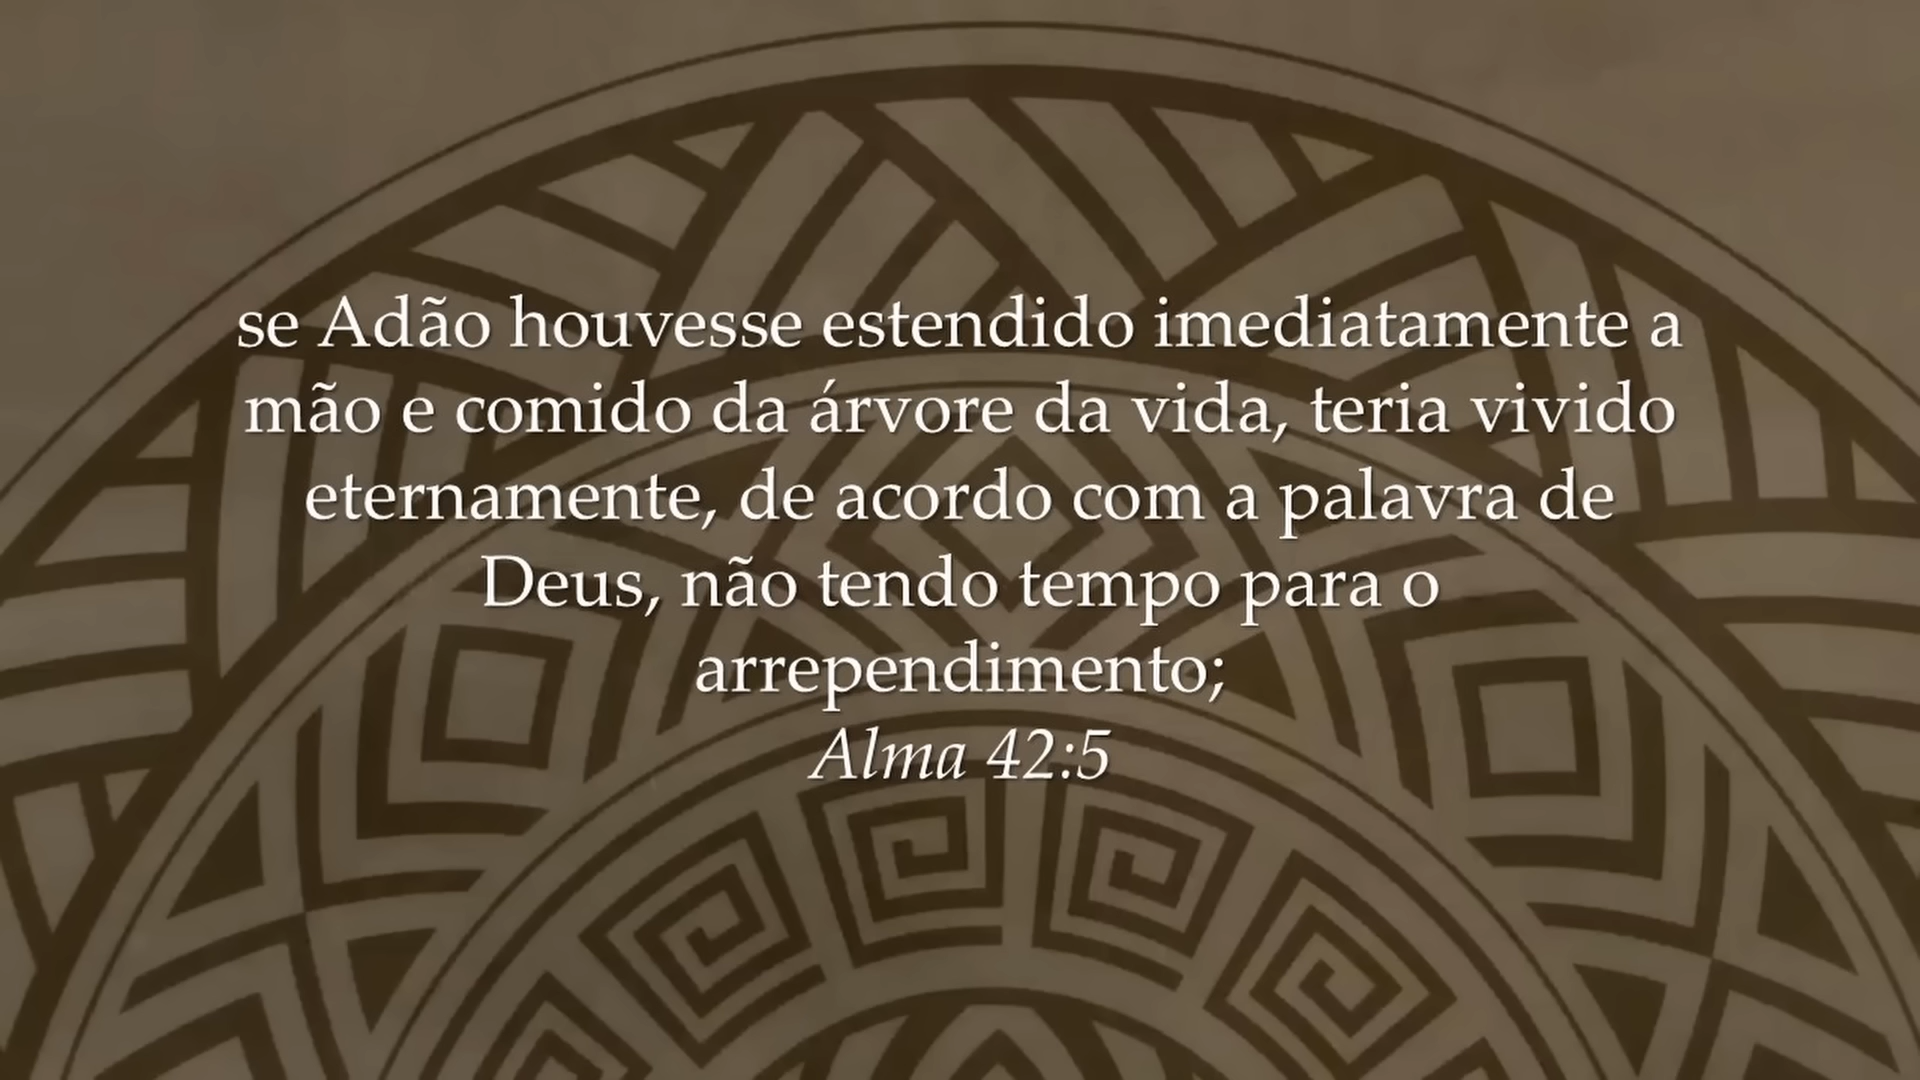 se Adão houvesse estendido imediatamente a
mão e comido da árvore da vida, teria vivido
eternamente, de acordo com a palavra de
Deus, não tendo tempo para o
arrependimento;
Alma 42:5